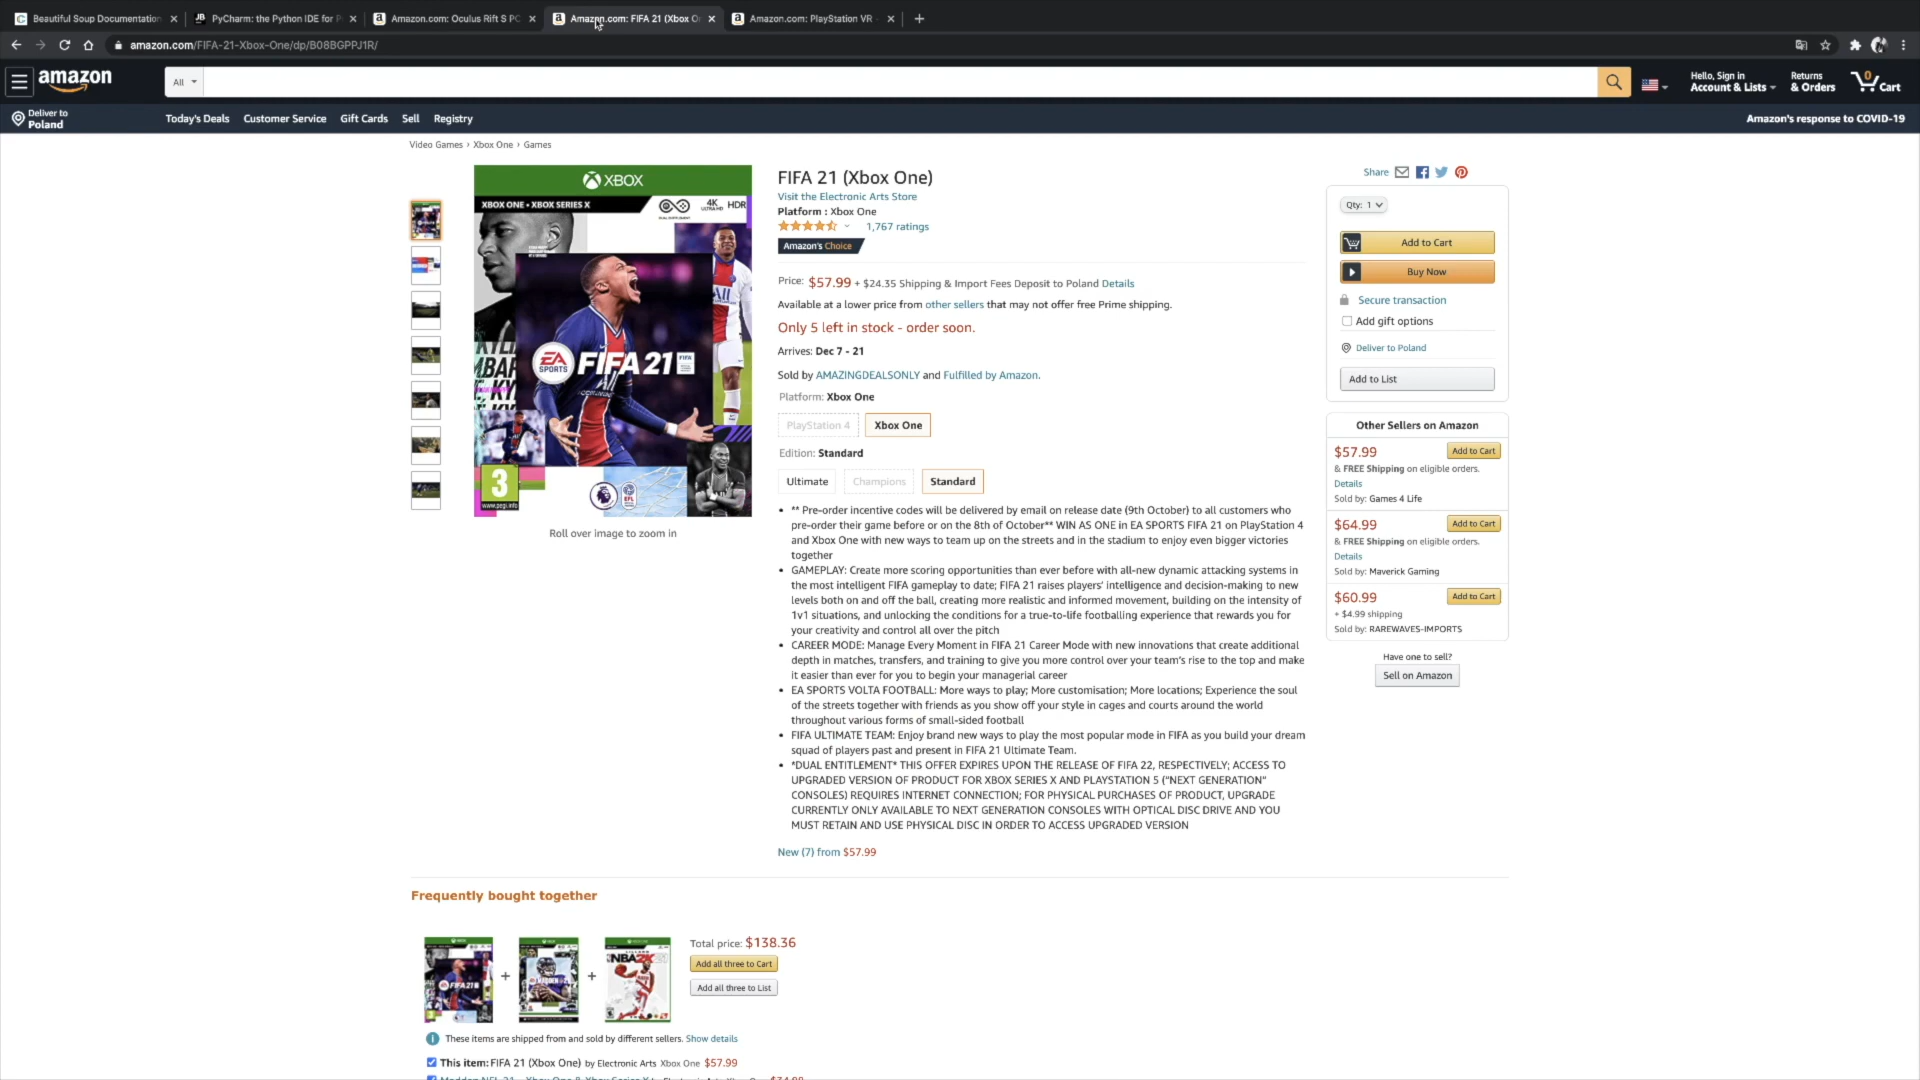 Beautiful Soup Documentation
PyCharm: the Python IDE for P
Amazon.com: Oculus Rift S PC
Amazon.com: FIFA 21 (Xbox O
Amazon.com: PlayStation VR
amazon.com/FIFA-21-Xbox-One/dp/B08BGPPJ1R/
amazon
All
Hello, Sign in
Account & Lists
Returns
& Orders
0
Cart
Deliver to
Poland
Today's Deals
Customer Service
Gift Cards
Sell
Registry
Amazon's response to COVID-19
Video Games › Xbox One › Games
XBOX
XBOX ONE • XBOX SERIES X
4K
ULTRA HD
HDR
EA
SPORTS
FIFA 21
FIFA
3
www.pegi.info
EFL
Roll over image to zoom in
FIFA 21 (Xbox One)
Visit the Electronic Arts Store
Platform : Xbox One
1,767 ratings
Amazon's Choice
Price: $57.99 + $24.35 Shipping & Import Fees Deposit to Poland Details
Available at a lower price from other sellers that may not offer free Prime shipping.
Only 5 left in stock - order soon.
Arrives: Dec 7 - 21
Sold by AMAZINGDEALSONLY and Fulfilled by Amazon.
Platform: Xbox One
PlayStation 4
Xbox One
Edition: Standard
Ultimate
Champions
Standard
• ** Pre-order incentive codes will be delivered by email on release date (9th October) to all customers who
pre-order their game before or on the 8th of October** WIN AS ONE in EA SPORTS FIFA 21 on PlayStation 4
and Xbox One with new ways to team up on the streets and in the stadium to enjoy even bigger victories
together
• GAMEPLAY: Create more scoring opportunities than ever before with all-new dynamic attacking systems in
the most intelligent FIFA gameplay to date; FIFA 21 raises players' intelligence and decision-making to new
levels both on and off the ball, creating more realistic and informed movement, building on the intensity of
1v1 situations, and unlocking the conditions for a true-to-life footballing experience that rewards you for
your creativity and control all over the pitch
• CAREER MODE: Manage Every Moment in FIFA 21 Career Mode with new innovations that create additional
depth in matches, transfers, and training to give you more control over your team's rise to the top and make
it easier than ever for you to begin your managerial career
• EA SPORTS VOLTA FOOTBALL: More ways to play; More customisation; More locations; Experience the soul
of the streets together with friends as you show off your style in cages and courts around the world
throughout various forms of small-sided football
• FIFA ULTIMATE TEAM: Enjoy brand new ways to play the most popular mode in FIFA as you build your dream
squad of players past and present in FIFA 21 Ultimate Team.
• *DUAL ENTITLEMENT* THIS OFFER EXPIRES UPON THE RELEASE OF FIFA 22, RESPECTIVELY; ACCESS TO
UPGRADED VERSION OF PRODUCT FOR XBOX SERIES X AND PLAYSTATION 5 ("NEXT GENERATION"
CONSOLES) REQUIRES INTERNET CONNECTION; FOR PHYSICAL PURCHASES OF PRODUCT, UPGRADE
CURRENTLY ONLY AVAILABLE TO NEXT GENERATION CONSOLES WITH OPTICAL DISC DRIVE AND YOU
MUST RETAIN AND USE PHYSICAL DISC IN ORDER TO ACCESS UPGRADED VERSION
New (7) from $57.99
Share
Qty: 1
Add to Cart
Buy Now
Secure transaction
Add gift options
Deliver to Poland
Add to List
Other Sellers on Amazon
$57.99
Add to Cart
& FREE Shipping on eligible orders.
Details
Sold by: Games 4 Life
$64.99
Add to Cart
& FREE Shipping on eligible orders.
Details
Sold by: Maverick Gaming
$60.99
Add to Cart
+ $4.99 shipping
Sold by: RAREWAVES-IMPORTS
Have one to sell?
Sell on Amazon
Frequently bought together
FIFA 21
+
+
NBA2K
Total price: $138.36
Add all three to Cart
Add all three to List
These items are shipped from and sold by different sellers. Show details
This item: FIFA 21 (Xbox One) by Electronic Arts Xbox One $57.99